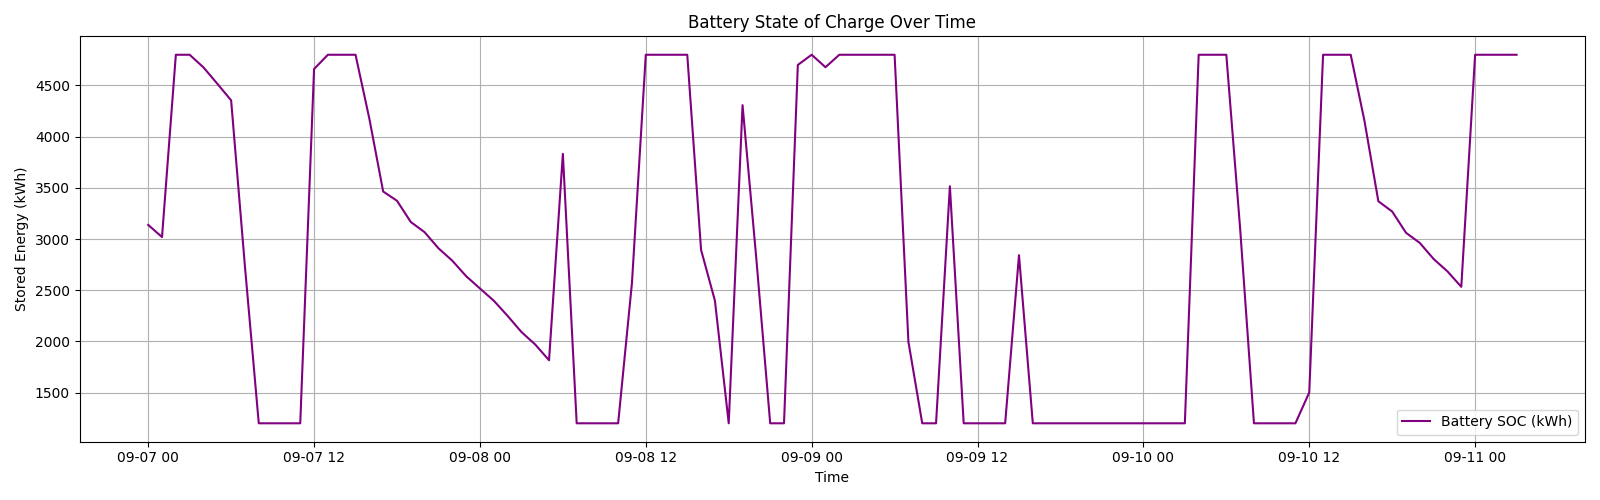 Battery State of Charge Over Time
Stored Energy (kWh)
4500
4000
3500
3000
2500
2000
1500
Battery SOC (kWh)
09-07 00 09-07 12 09-08 00 09-08 12 09-09 00 09-09 12 09-10 00 09-10 12 09-11 00
Time